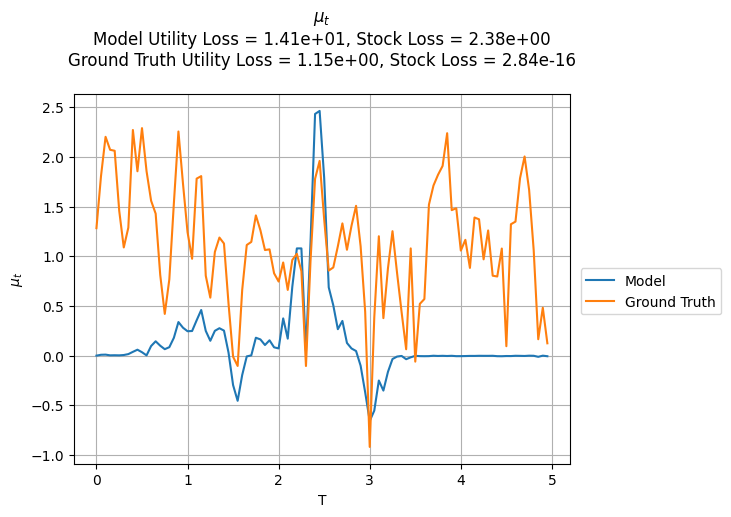 μt
Model Utility Loss = 1.41e+01, Stock Loss = 2.38e+00
Ground Truth Utility Loss = 1.15e+00, Stock Loss = 2.84e-16
2.5
2.0
1.5
1.0
0.5
0.0
−0.5
−1.0
μt
0 1 2 3 4 5
T
Model
Ground Truth